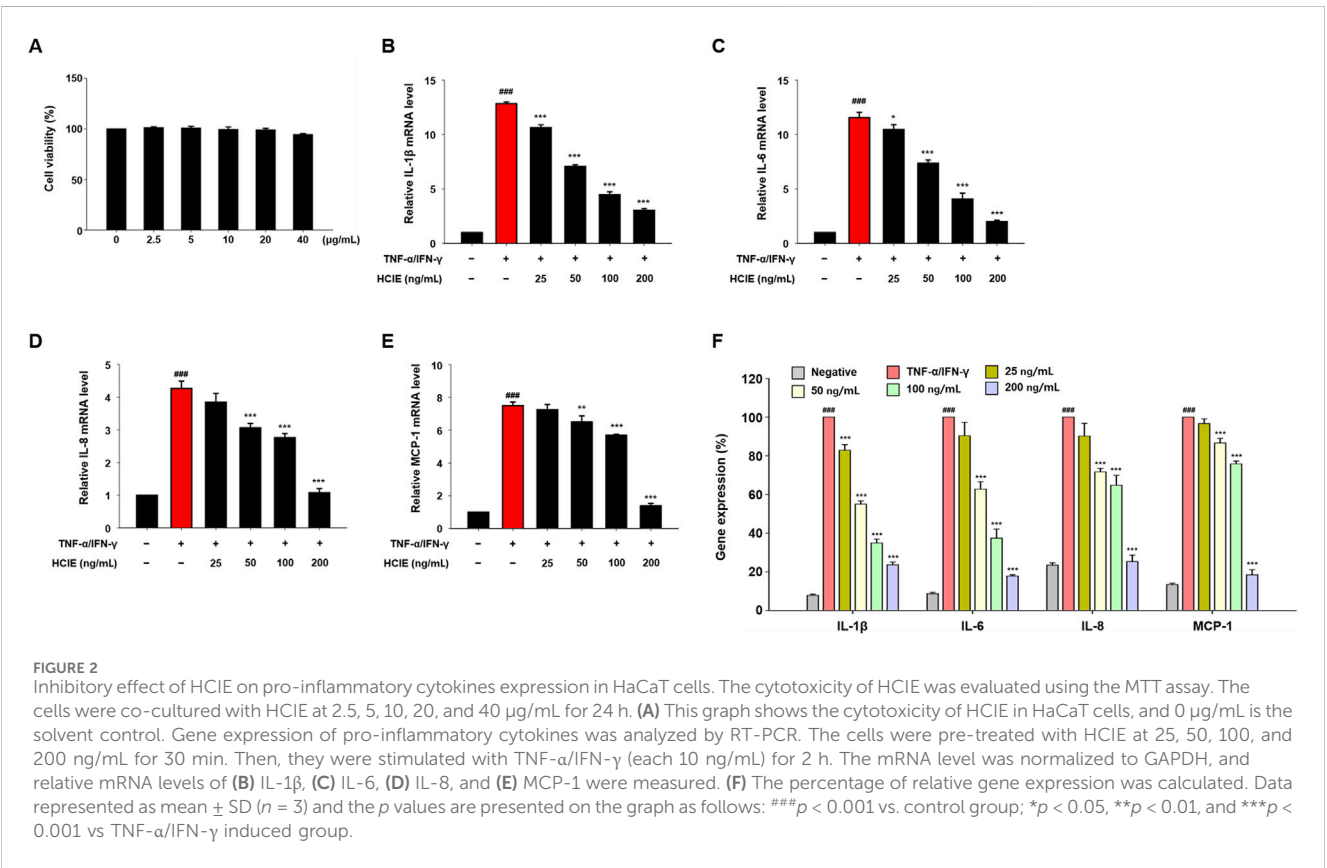 A
Cell viability (%)
150
100
50
0
0 2.5 5 10 20 40 (µg/mL)
B
Relative IL-1β mRNA level
15
10
5
0
###
***
***
***
***
TNF-α/IFN-γ − + + + + +
HCIE (ng/mL) − − 25 50 100 200
C
Relative IL-6 mRNA level
15
10
5
0
###
*
***
***
***
TNF-α/IFN-γ − + + + + +
HCIE (ng/mL) − − 25 50 100 200
D
Relative IL-8 mRNA level
5
4
3
2
1
0
###
***
***
***
TNF-α/IFN-γ − + + + + +
HCIE (ng/mL) − − 25 50 100 200
E
Relative MCP-1 mRNA level
10
8
6
4
2
0
###
**
***
***
TNF-α/IFN-γ − + + + + +
HCIE (ng/mL) − − 25 50 100 200
F
Negative TNF-α/IFN-γ 25 ng/mL
50 ng/mL 100 ng/mL 200 ng/mL
Gene expression (%)
120
100
80
60
40
20
0
### *** *** *** ***
### *** *** ***
### *** *** ***
### *** *** ***
IL-1β IL-6 IL-8 MCP-1
FIGURE 2
Inhibitory effect of HCIE on pro-inflammatory cytokines expression in HaCaT cells. The cytotoxicity of HCIE was evaluated using the MTT assay. The
cells were co-cultured with HCIE at 2.5, 5, 10, 20, and 40 µg/mL for 24 h. (A) This graph shows the cytotoxicity of HCIE in HaCaT cells, and 0 µg/mL is the
solvent control. Gene expression of pro-inflammatory cytokines was analyzed by RT-PCR. The cells were pre-treated with HCIE at 25, 50, 100, and
200 ng/mL for 30 min. Then, they were stimulated with TNF-α/IFN-γ (each 10 ng/mL) for 2 h. The mRNA level was normalized to GAPDH, and
relative mRNA levels of (B) IL-1β, (C) IL-6, (D) IL-8, and (E) MCP-1 were measured. (F) The percentage of relative gene expression was calculated. Data
represented as mean ± SD (n = 3) and the p values are presented on the graph as follows: ###p < 0.001 vs. control group; *p < 0.05, **p < 0.01, and ***p <
0.001 vs TNF-α/IFN-γ induced group.